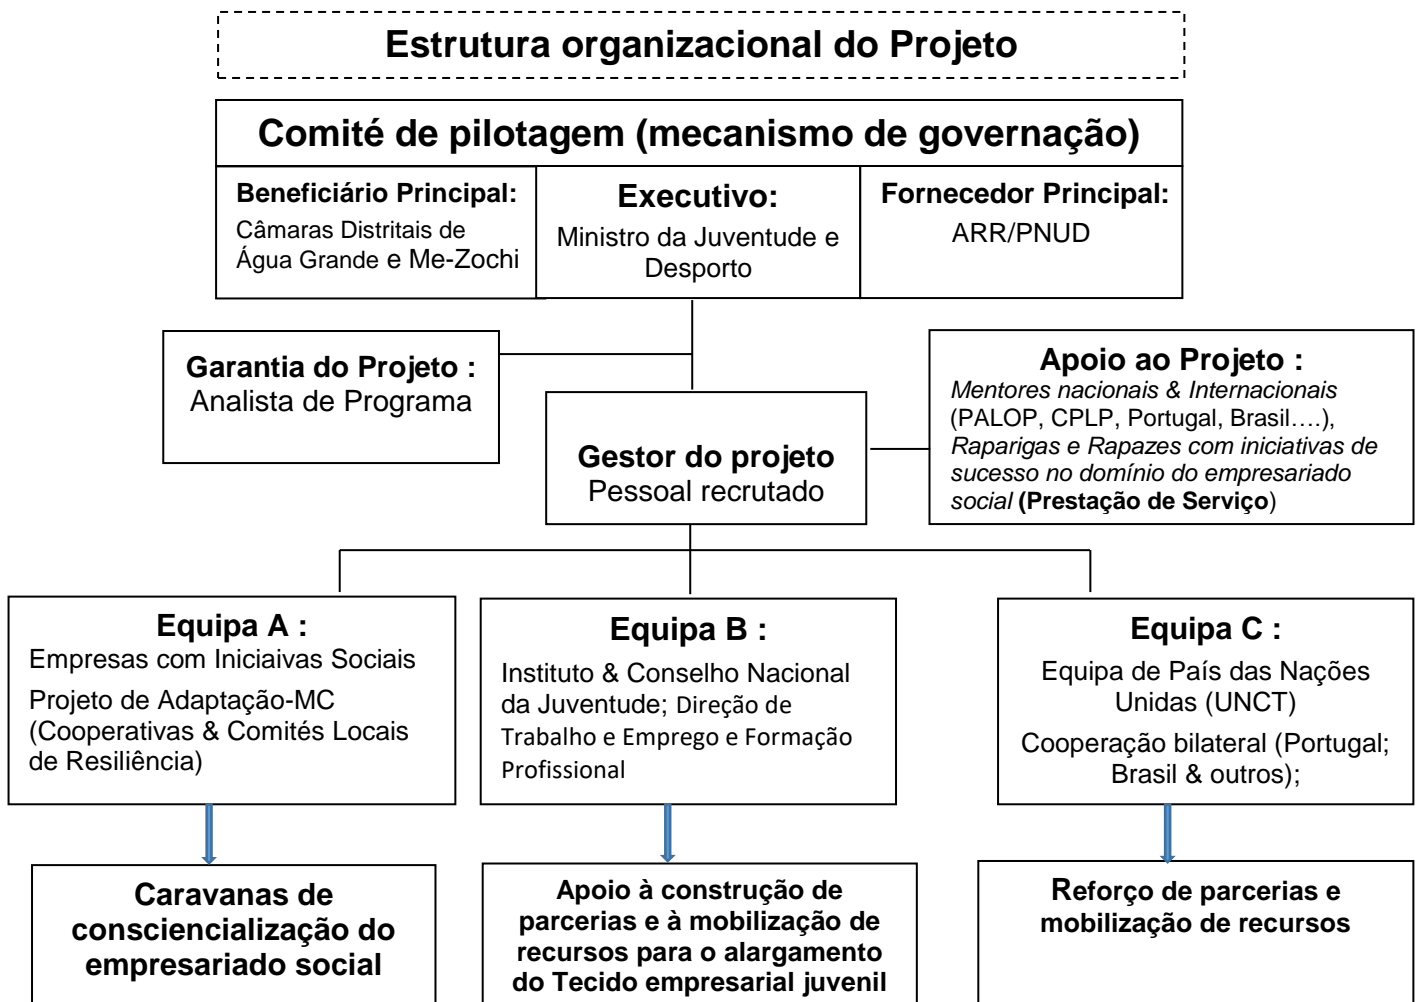 Estrutura organizacional do Projeto
Comité de pilotagem (mecanismo de governação)
Beneficiário Principal:
Câmaras Distritais de
Água Grande e Me-Zochi
Executivo:
Ministro da Juventude e
Desporto
Fornecedor Principal:
ARR/PNUD
Garantia do Projeto :
Analista de Programa
Apoio ao Projeto :
Mentores nacionais & Internacionais
(PALOP, CPLP, Portugal, Brasil….),
Raparigas e Rapazes com iniciativas de
sucesso no domínio do empresariado
social (Prestação de Serviço)
Gestor do projeto
Pessoal recrutado
Equipa A :
Empresas com Iniciaivas Sociais
Projeto de Adaptação-MC
(Cooperativas & Comités Locais
de Resiliência)
Equipa B :
Instituto & Conselho Nacional
da Juventude; Direção de
Trabalho e Emprego e Formação
Profissional
Equipa C :
Equipa de País das Nações
Unidas (UNCT)
Cooperação bilateral (Portugal;
Brasil & outros);
Caravanas de
consciencialização do
empresariado social
Apoio à construção de
parcerias e à mobilização de
recursos para o alargamento
do Tecido empresarial juvenil
Reforço de parcerias e
mobilização de recursos